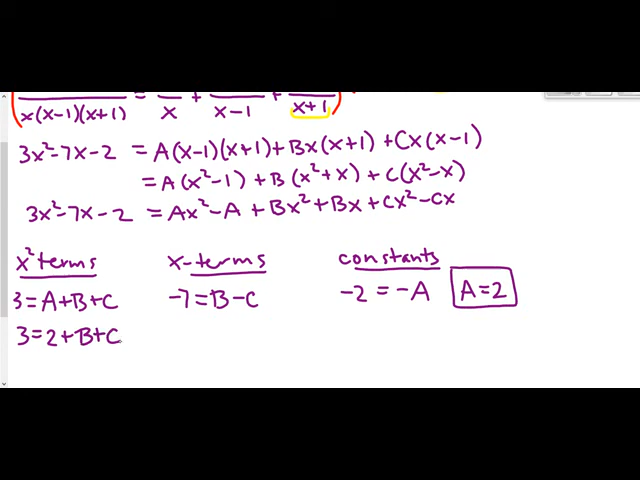 x(x-1)(x+1) = x + x-1 + x+1
3x²-7x-2 = A(x-1)(x+1)+Bx(x+1)+Cx(x-1)
=A(x²-1)+B(x²+x)+C(x²-x)
3x²-7x-2 = Ax²-A+Bx²+Bx+Cx²-Cx
x² terms x-terms constants
3=A+B+C -7=B-C -2=-A A=2
3=2+B+C